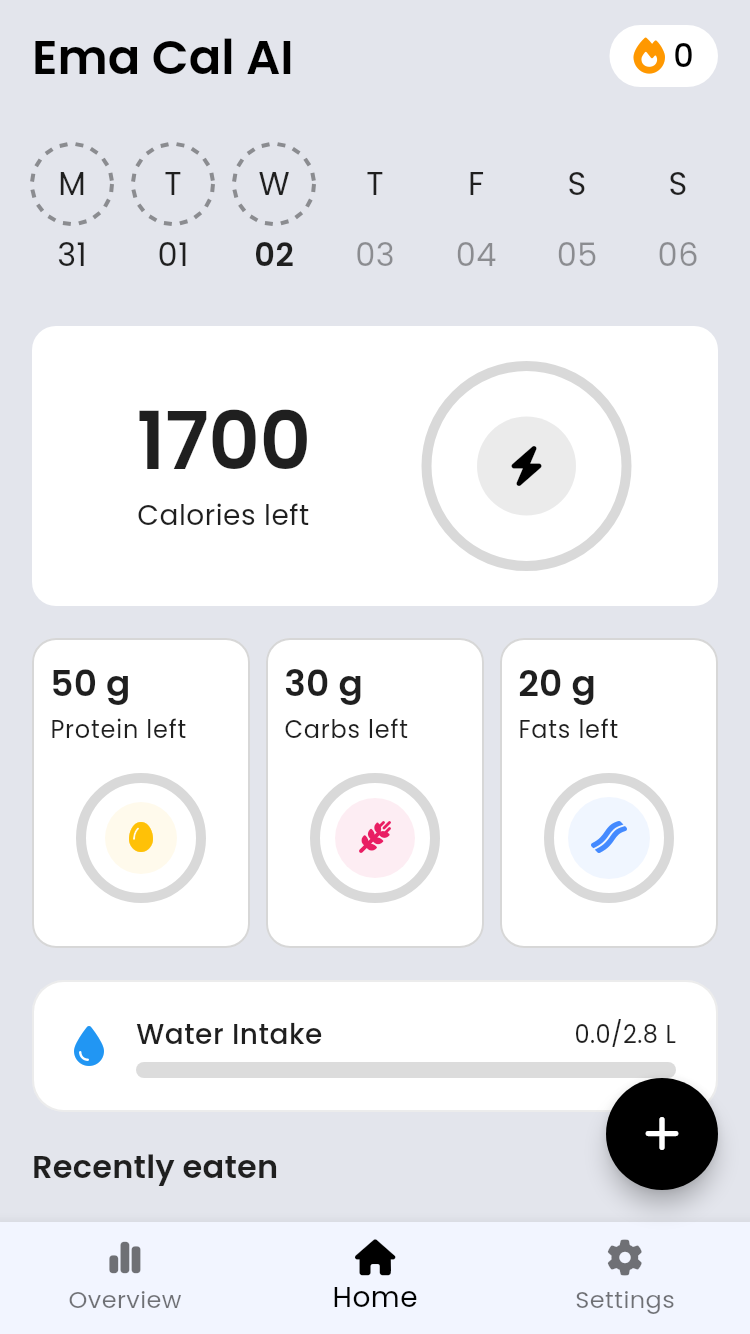 Ema Cal AI 0
M T W T F S S
31 01 02 03 04 05 06
1700
Calories left
50 g 30 g 20 g
Protein left Carbs left Fats left
Water Intake 0.0/2.8 L
Recently eaten
Overview Home Settings